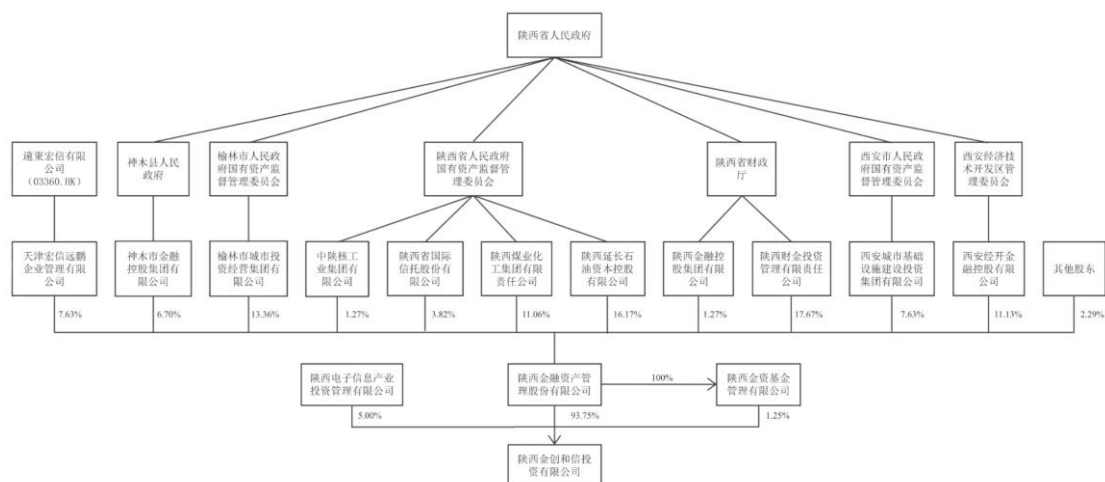 陕西省人民政府
遠東宏信有限
公司
（03360.HK）
神木县人民
政府
榆林市人民政
府国有资产监
督管理委员会
陕西省人民政府
国有资产监督管
理委员会
陕西省财政
厅
西安市人民政
府国有资产监
督管理委员会
西安经济技
术开发区管
理委员会
天津宏信远鹏
企业管理有限
公司
神木市金融
控股集团有
限公司
榆林市城市投
资经营集团有
限公司
中陕核工
业集团有
限公司
陕西省国际
信托股份有
限公司
陕西煤业化
工集团有限
责任公司
陕西延长石
油资本控股
有限公司
陕西金融控
股集团有限
公司
陕西财金投资
管理有限责任
公司
西安城市基础
设施建设投资
集团有限公司
西安经开金
融控股有限
公司
其他股东
7.63%
6.70%
13.36%
1.27%
3.82%
11.06%
16.17%
1.27%
17.67%
7.63%
11.13%
2.29%
陕西电子信息产业
投资管理有限公司
陕西金融资产管
理股份有限公司
100%
陕西金资基金
管理有限公司
5.00%
93.75%
1.25%
陕西金创和信投
资有限公司